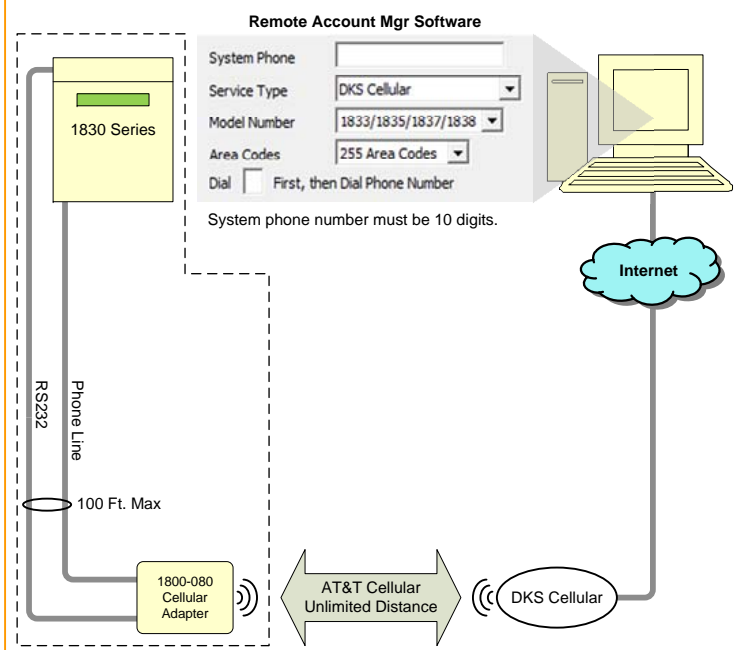 Remote Account Mgr Software
System Phone
Service Type DKS Cellular
Model Number 1833/1835/1837/1838
Area Codes 255 Area Codes
Dial First, then Dial Phone Number
System phone number must be 10 digits.
1830 Series
Internet
RS232
Phone Line
100 Ft. Max
1800-080
Cellular
Adapter
AT&T Cellular
Unlimited Distance
DKS Cellular